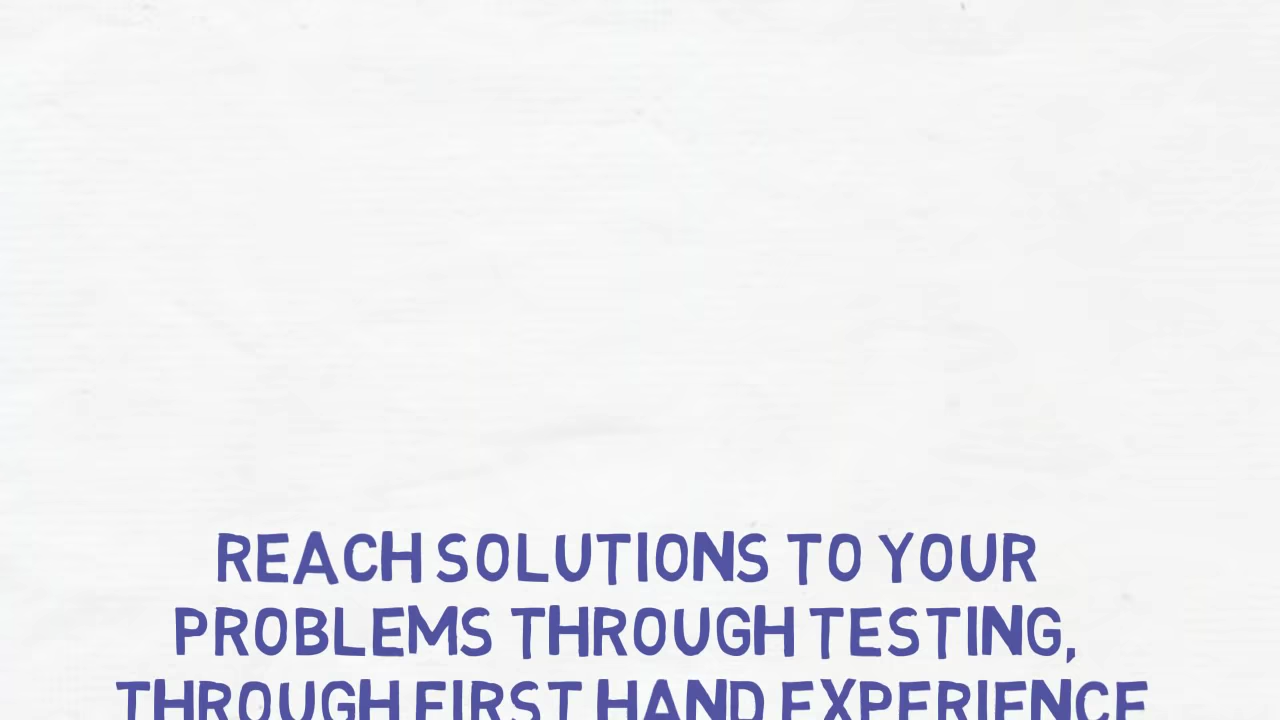 REACH SOLUTIONS TO YOUR
PROBLEMS THROUGH TESTING,
THROUGH FIRST HAND EXPERIENCE